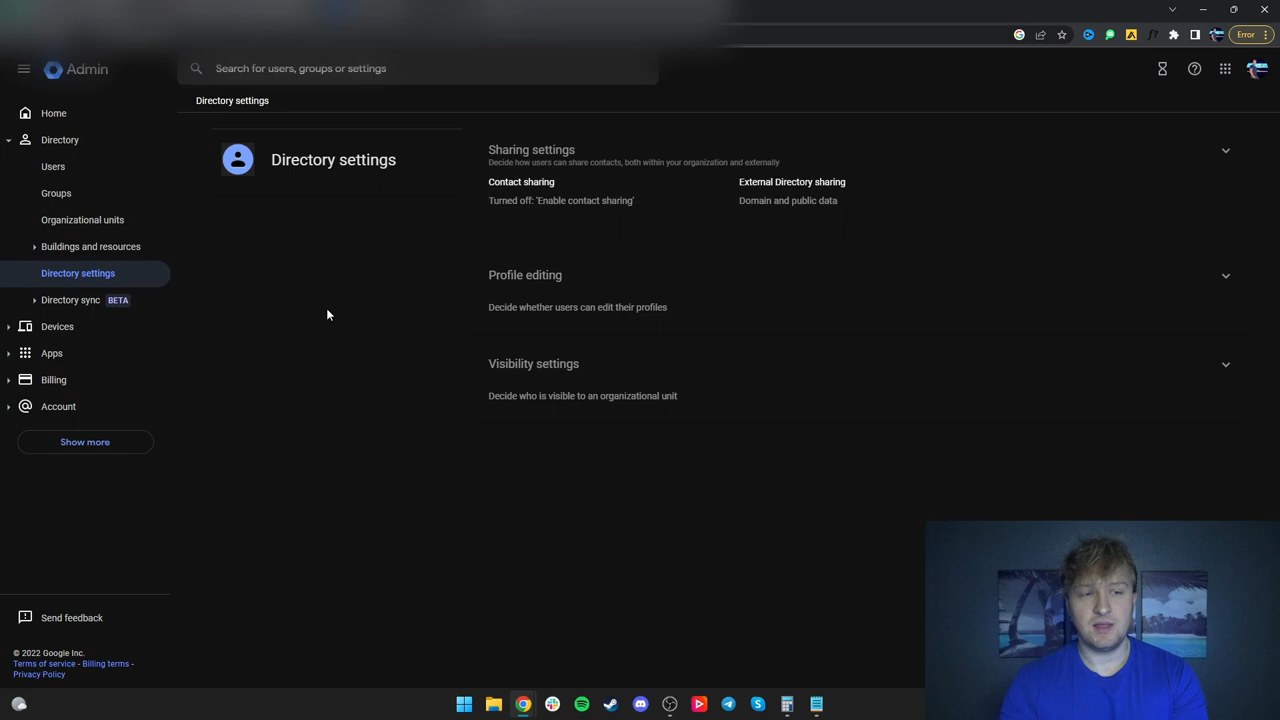 Error
Admin
Search for users, groups or settings
Home
Directory
Users
Groups
Organizational units
Buildings and resources
Directory settings
Directory sync BETA
Devices
Apps
Billing
Account
Show more
Send feedback
© 2022 Google Inc.
Terms of service - Billing terms -
Privacy Policy
Directory settings
Directory settings
Sharing settings
Decide how users can share contacts, both within your organization and externally
Contact sharing
Turned off: 'Enable contact sharing'
External Directory sharing
Domain and public data
Profile editing
Decide whether users can edit their profiles
Visibility settings
Decide who is visible to an organizational unit